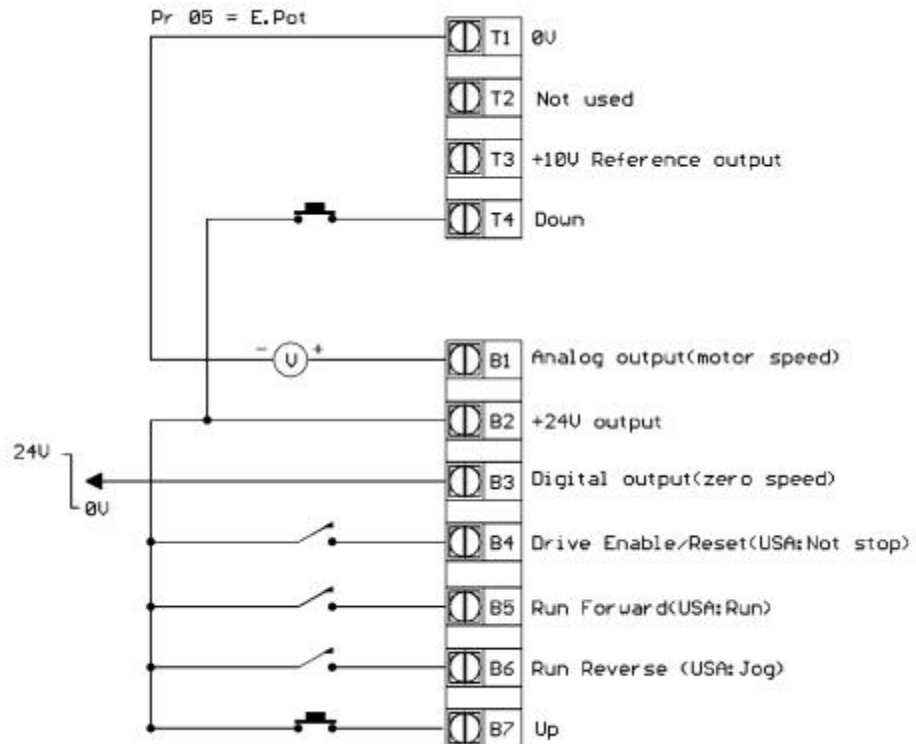 Pr 05 = E.Pot
T1 0V
T2 Not used
T3 +10V Reference output
T4 Down
- V + B1 Analog output(motor speed)
B2 +24V output
24V
B3 Digital output(zero speed)
0V
B4 Drive Enable/Reset(USA:Not stop)
B5 Run Forward(USA:Run)
B6 Run Reverse (USA:Jog)
B7 Up